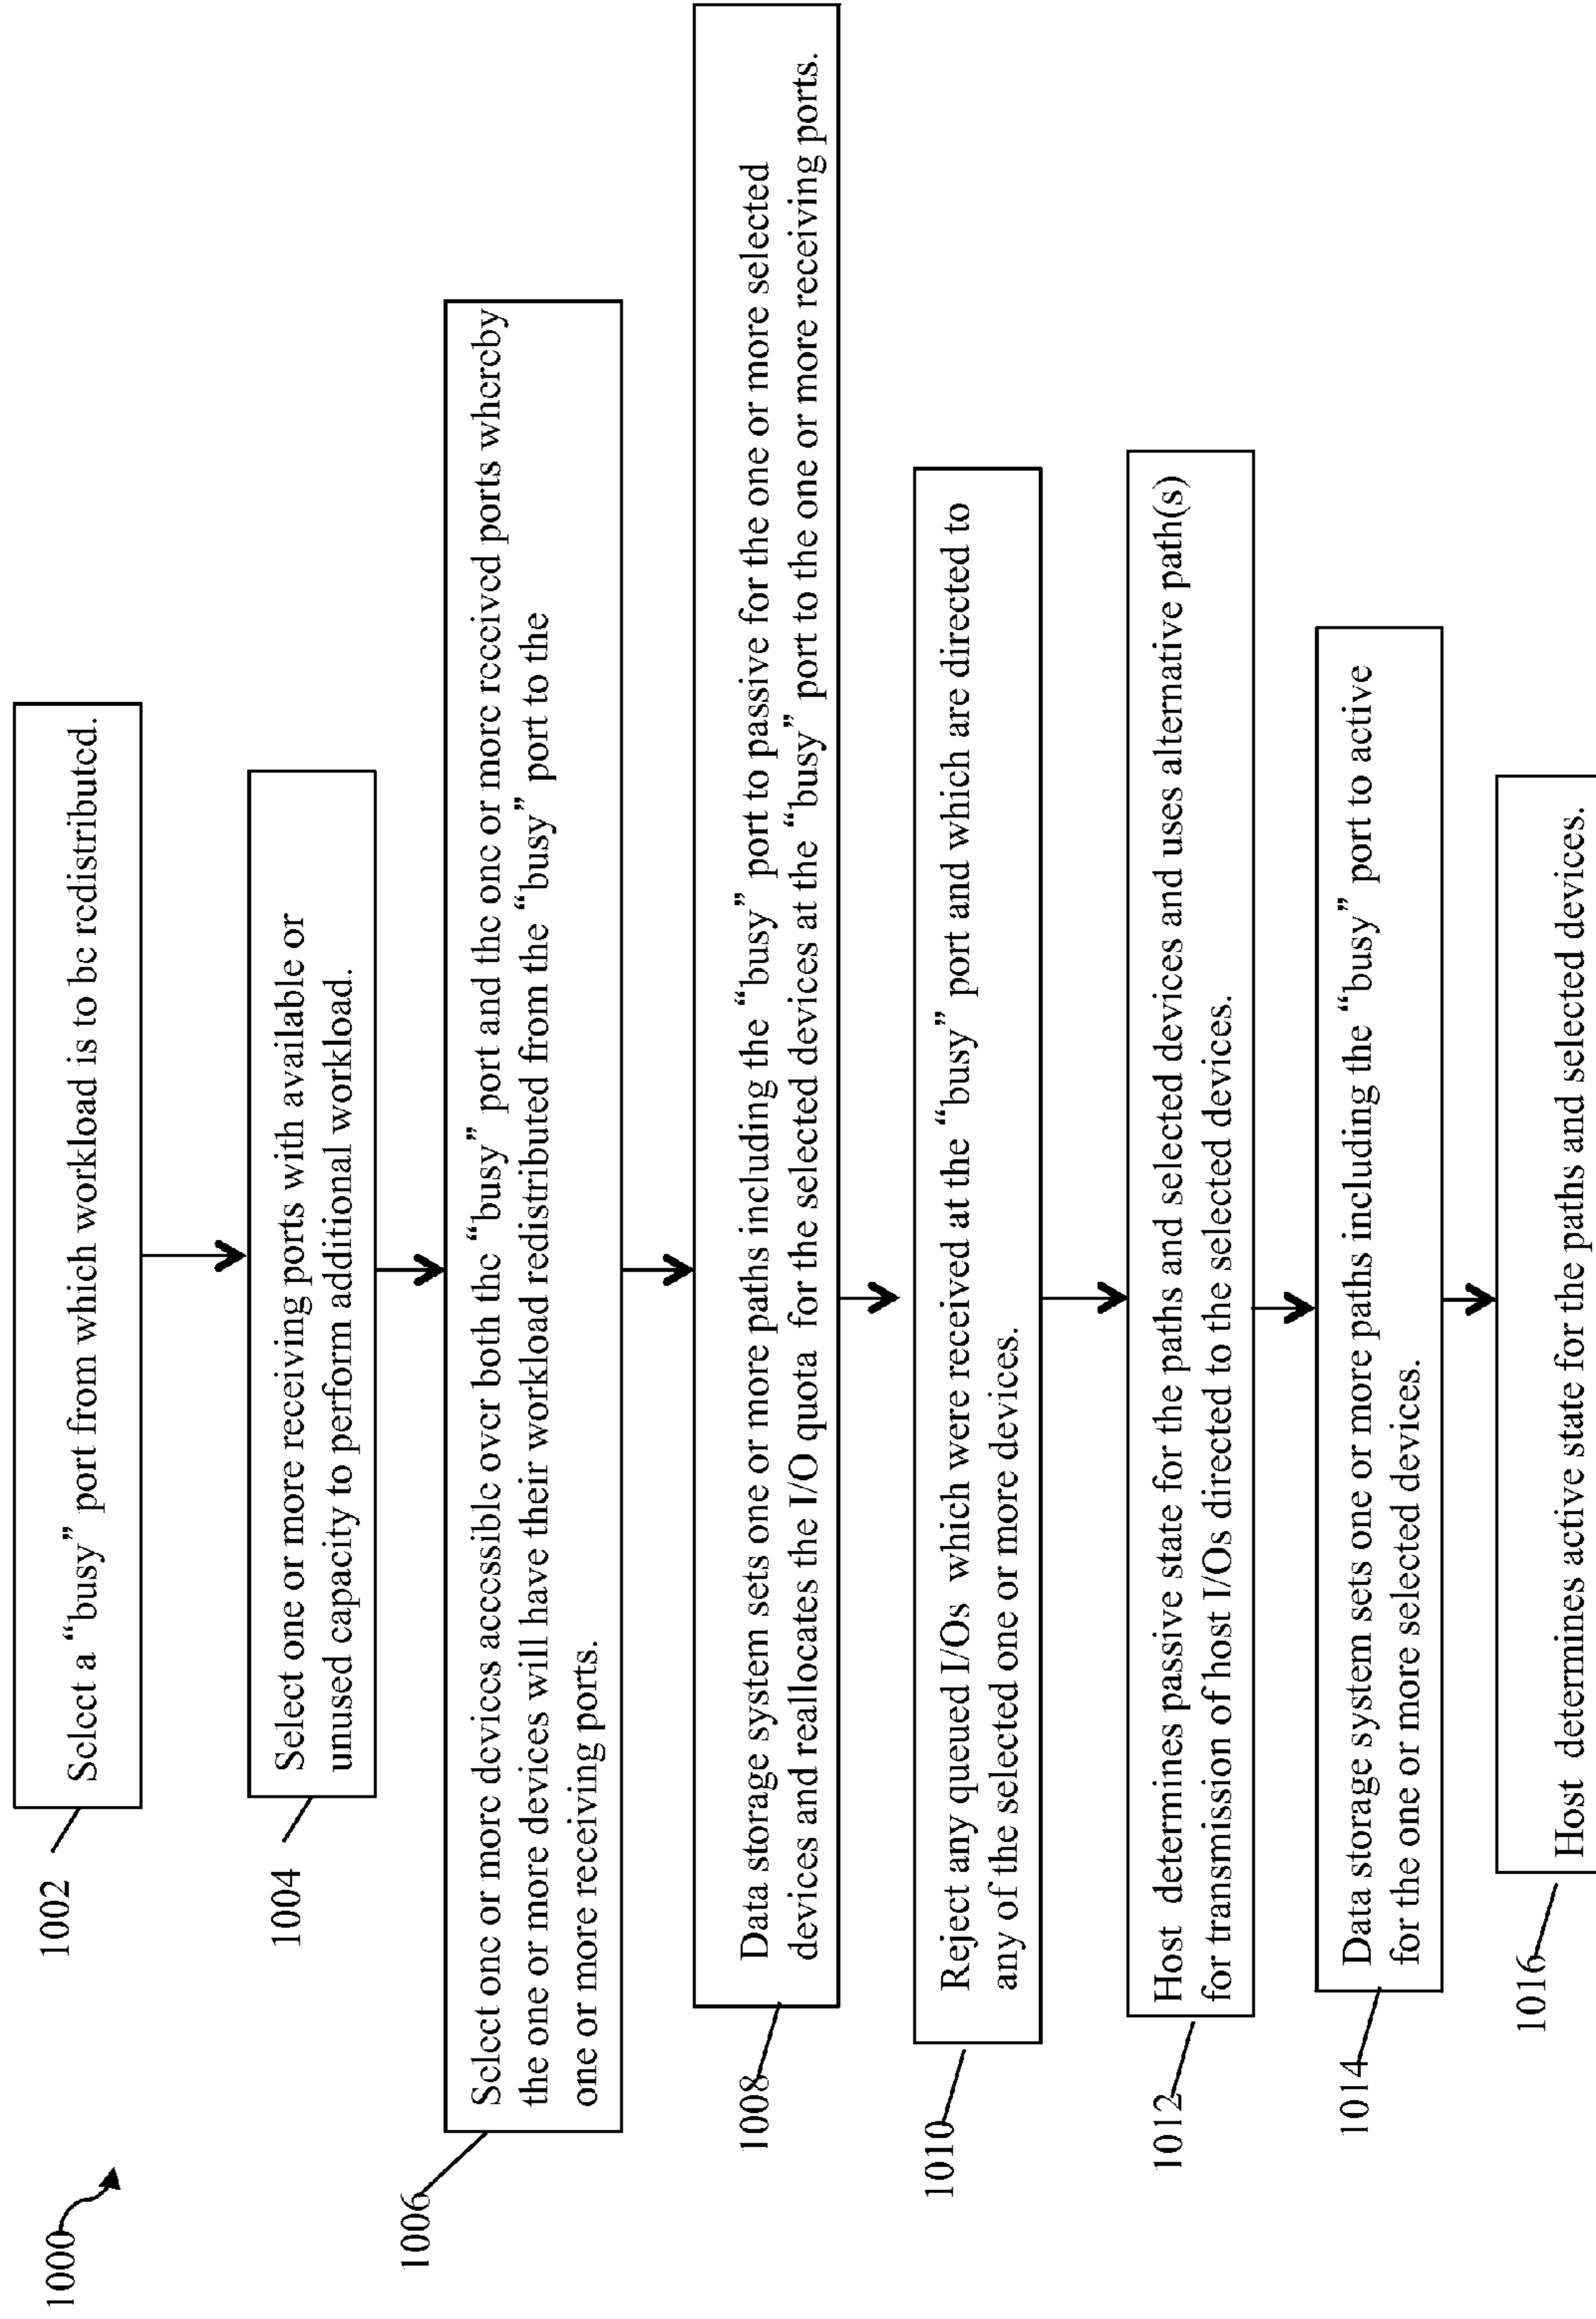 1000
1002
Select a “busy” port from which workload is to be redistributed.
1004
Select one or more receiving ports with available or
unused capacity to perform additional workload.
1006
Select one or more devices accessible over both the “busy” port and the one or more received ports whereby
the one or more devices will have their workload redistributed from the “busy” port to the
one or more receiving ports.
1008
Data storage system sets one or more paths including the “busy” port to passive for the one or more selected
devices and reallocates the I/O quota for the selected devices at the “busy” port to the one or more receiving ports.
1010
Reject any queued I/Os which were received at the “busy” port and which are directed to
any of the selected one or more devices.
1012
Host determines passive state for the paths and selected devices and uses alternative path(s)
for transmission of host I/Os directed to the selected devices.
1014
Data storage system sets one or more paths including the “busy” port to active
for the one or more selected devices.
1016
Host determines active state for the paths and selected devices.